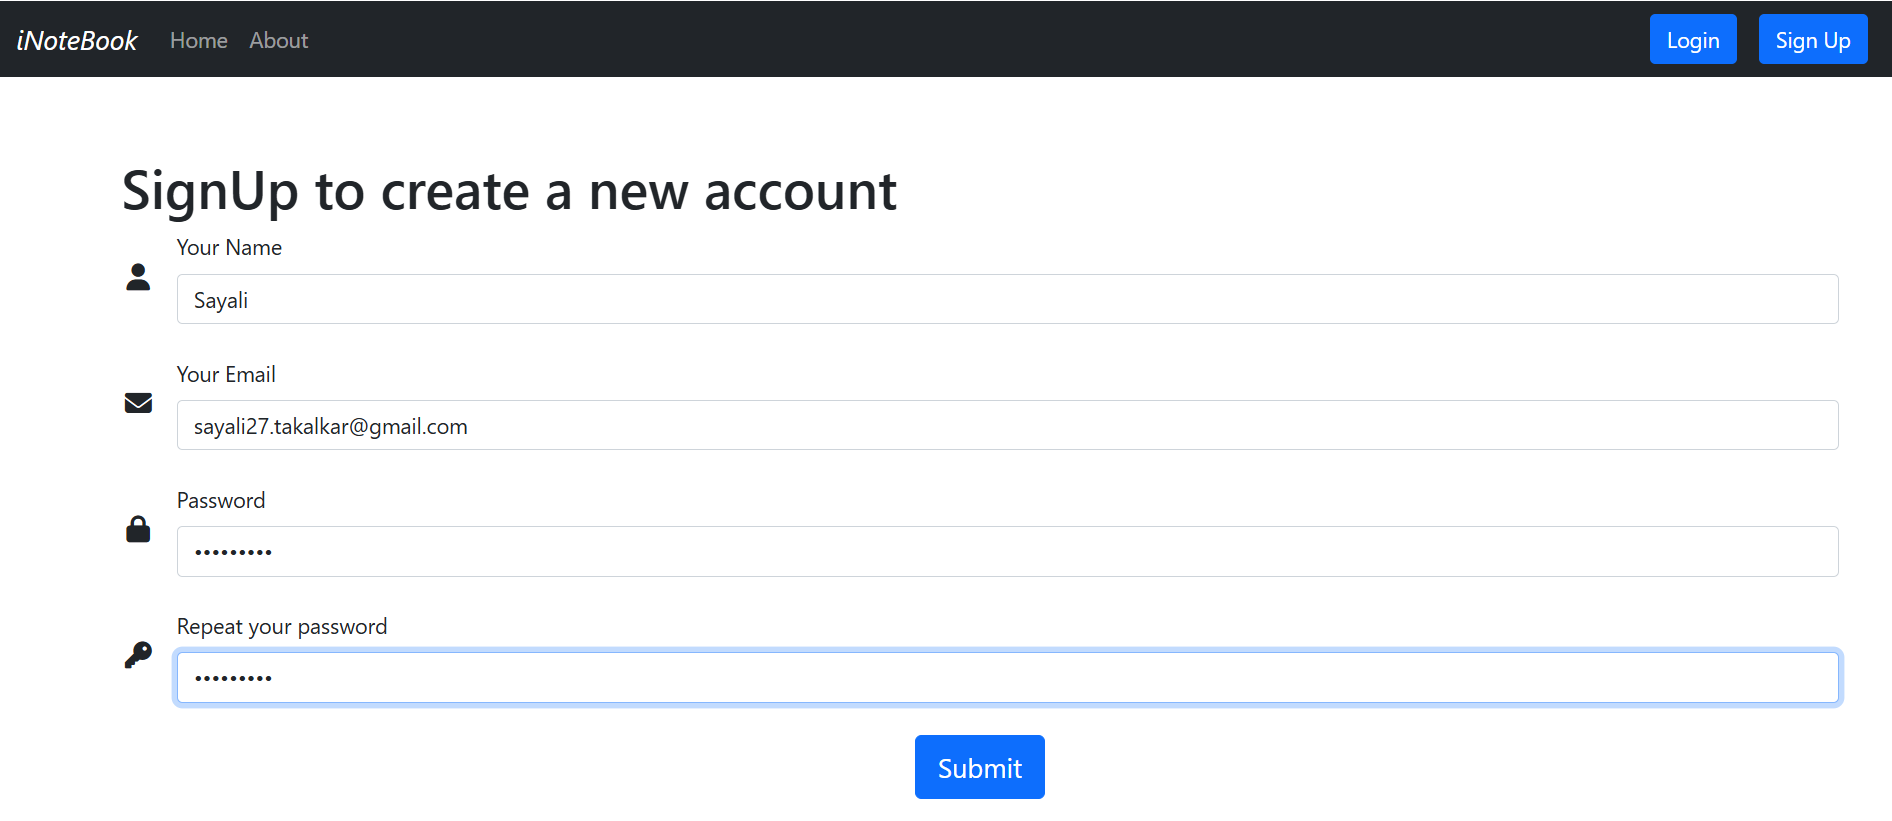 iNoteBook Home About Login Sign Up
SignUp to create a new account
Your Name
Sayali
Your Email
sayali27.takalkar@gmail.com
Password
•••••••••
Repeat your password
•••••••••
Submit